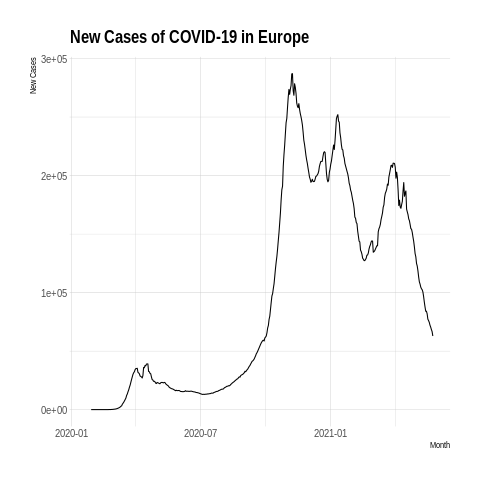 New Cases of COVID-19 in Europe
New Cases
3e+05
2e+05
1e+05
0e+00
2020-01
2020-07
2021-01
Month